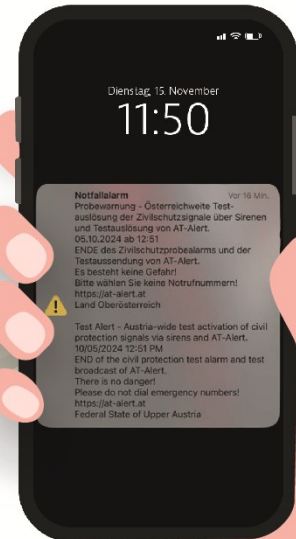 Dienstag, 15. November
11:50
Notfallalarm Vor 16 Min.
Probewarnung - Österreichweite Test-
auslösung der Zivilschutzsignale über Sirenen
und Testauslösung von AT-Alert.
05.10.2024 ab 12:51
ENDE des Zivilschutzprobealarms und der
Testaussendung von AT-Alert.
Es besteht keine Gefahr!
Bitte wählen Sie keine Notrufnummern!
https://at-alert.at
Land Oberösterreich
Test Alert - Austria-wide test activation of civil
protection signals via sirens and AT-Alert.
10/05/2024 12:51 PM
END of the civil protection test alarm and test
broadcast of AT-Alert.
There is no danger!
Please do not dial emergency numbers!
https://at-alert.at
Federal State of Upper Austria